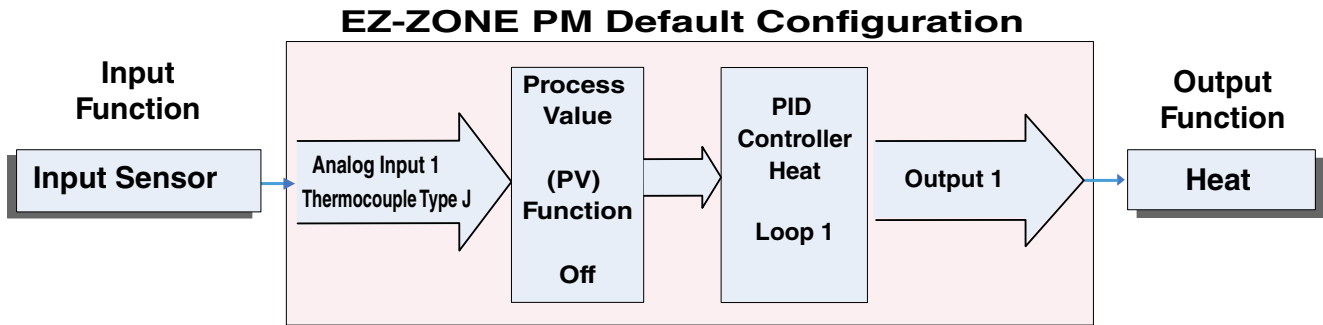 EZ-ZONE PM Default Configuration
Input
Function
Input Sensor
Analog Input 1
Thermocouple Type J
Process
Value
(PV)
Function
Off
PID
Controller
Heat
Loop 1
Output 1
Output
Function
Heat